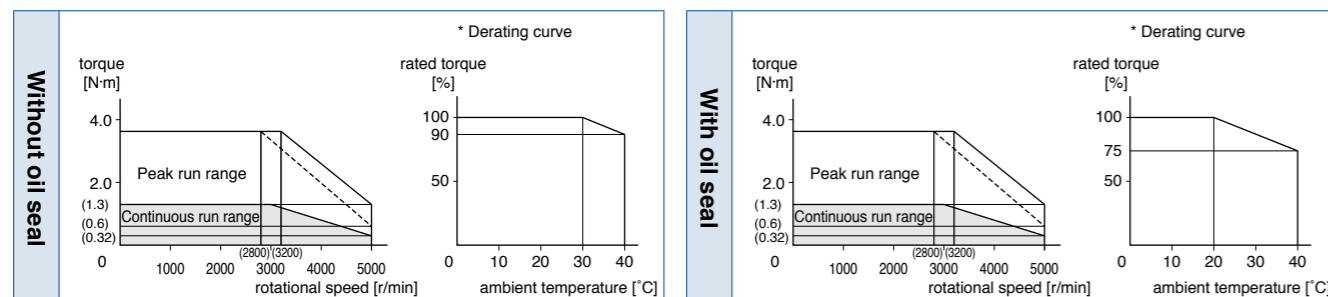 Without oil seal
* Derating curve
torque
[N·m]
rated torque
[%]
4.0
2.0
(1.3)
(0.6)
(0.32)
0
Peak run range
Continuous run range
(2800)
(3200)
1000
2000
3000
4000
5000
rotational speed [r/min]
100
90
50
0
10
20
30
40
ambient temperature [˚C]
With oil seal
* Derating curve
torque
[N·m]
rated torque
[%]
4.0
2.0
(1.3)
(0.6)
(0.32)
0
Peak run range
Continuous run range
(2800)
(3200)
1000
2000
3000
4000
5000
rotational speed [r/min]
100
75
50
0
10
20
30
40
ambient temperature [˚C]